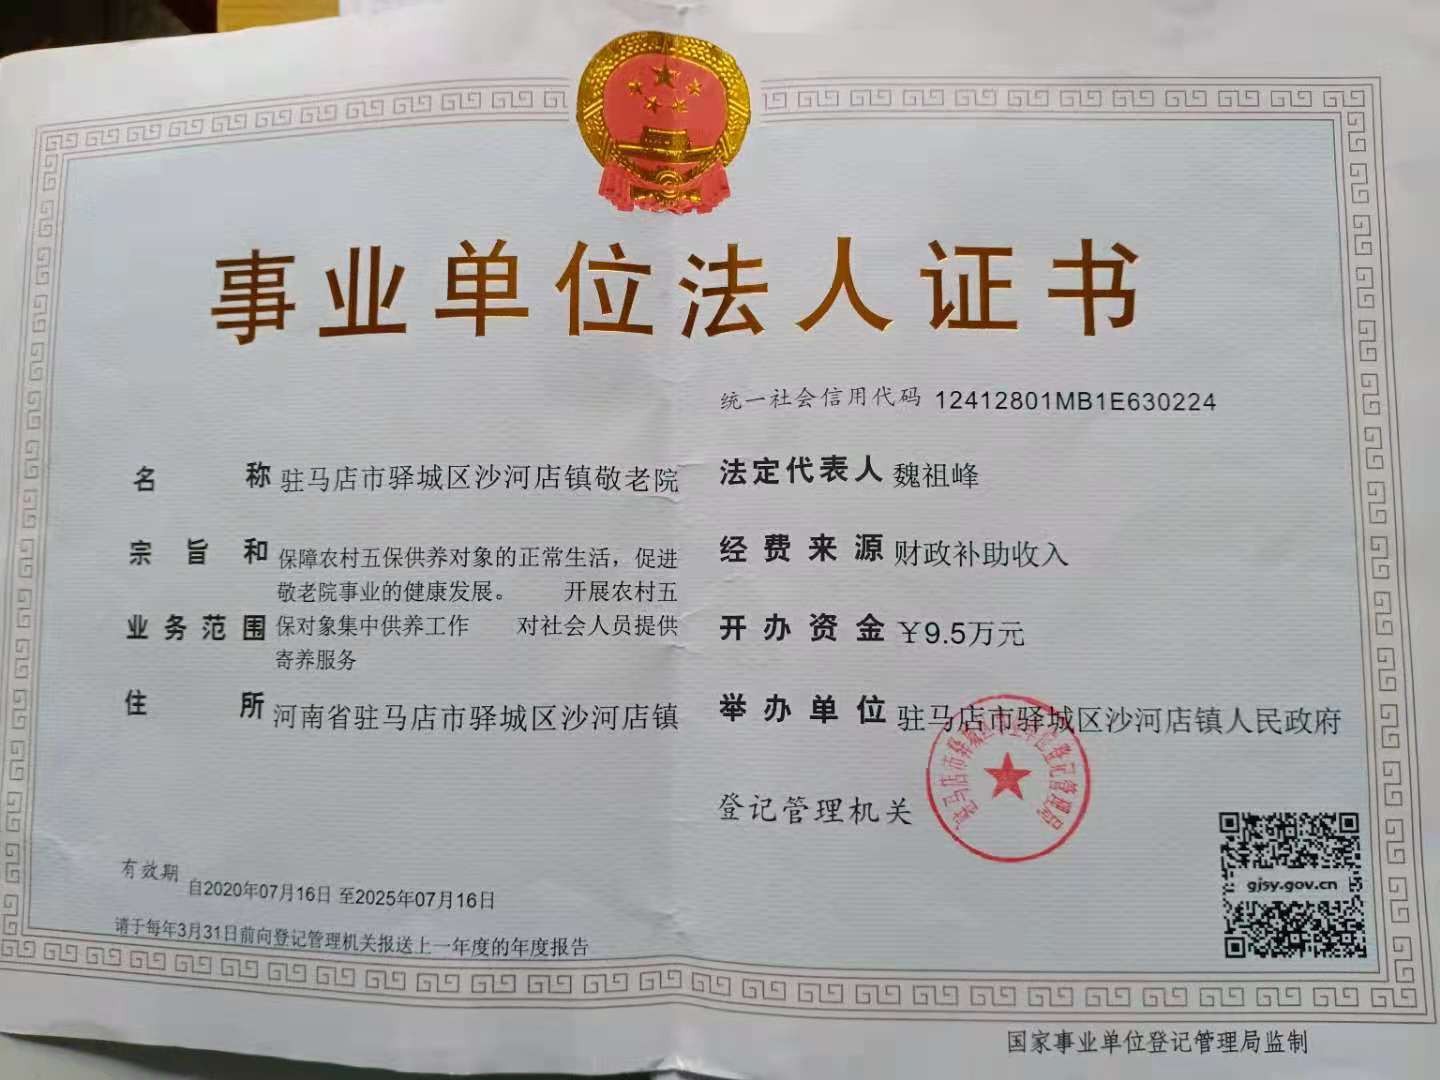 事业单位法人证书
统一社会信用代码 12412801MB1E630224
名称 驻马店市驿城区沙河店镇敬老院
法定代表人 魏祖峰
宗旨和
业务范围
保障农村五保供养对象的正常生活，促进
敬老院事业的健康发展。 开展农村五
保对象集中供养工作 对社会人员提供
寄养服务
经费来源 财政补助收入
开办资金 ￥9.5万元
住所 河南省驻马店市驿城区沙河店镇
举办单位 驻马店市驿城区沙河店镇人民政府
登记管理机关
有效期 自2020年07月16日 至2025年07月16日
请于每年3月31日前向登记管理机关报送上一年度的年度报告
gjsy.gov.cn
国家事业单位登记管理局监制